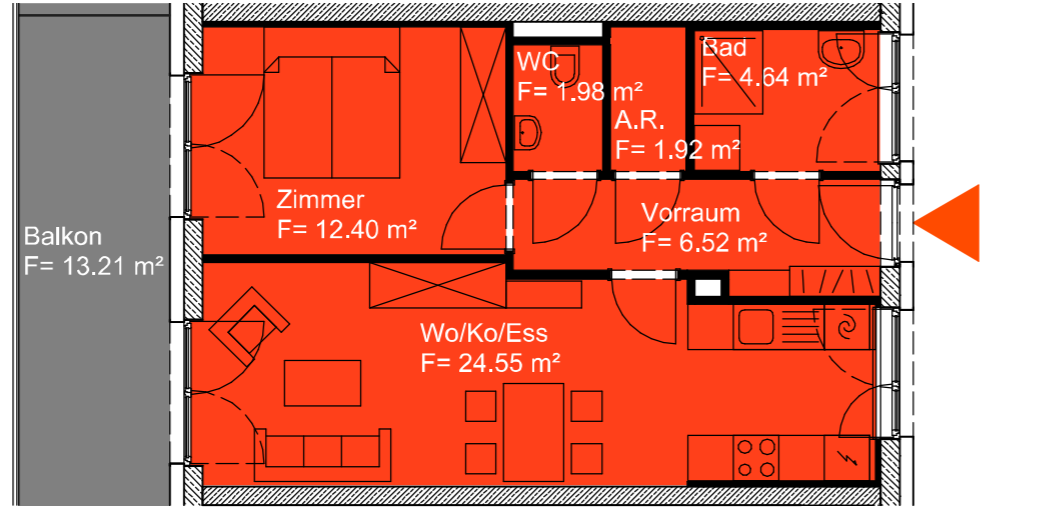 WC
F= 1.98 m²
Bad
F= 4.64 m²
A.R.
F= 1.92 m²
Zimmer
F= 12.40 m²
Vorraum
F= 6.52 m²
Balkon
F= 13.21 m²
Wo/Ko/Ess
F= 24.55 m²